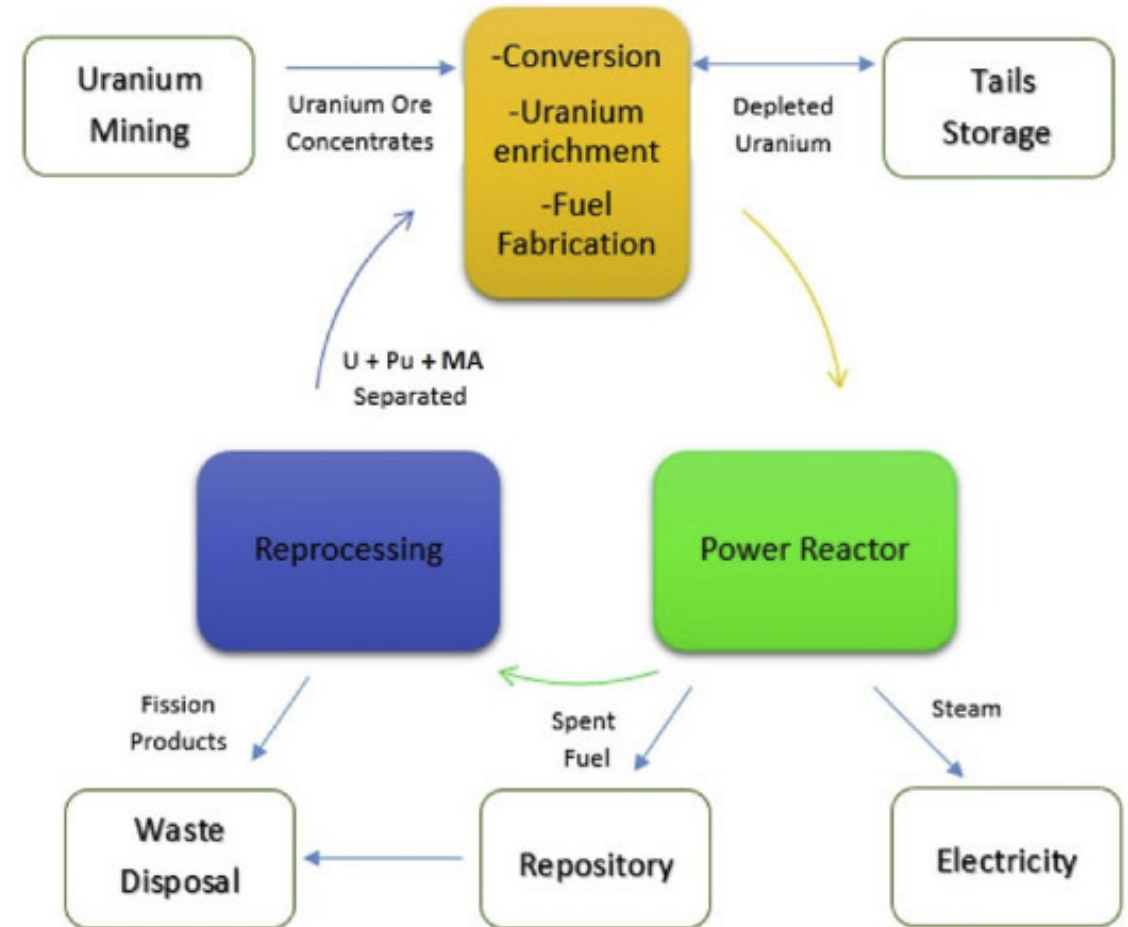 Uranium
Mining
Uranium Ore
Concentrates
-Conversion
-Uranium
enrichment
-Fuel
Fabrication
Depleted
Uranium
Tails
Storage
U + Pu + MA
Separated
Reprocessing
Power Reactor
Fission
Products
Spent
Fuel
Steam
Waste
Disposal
Repository
Electricity